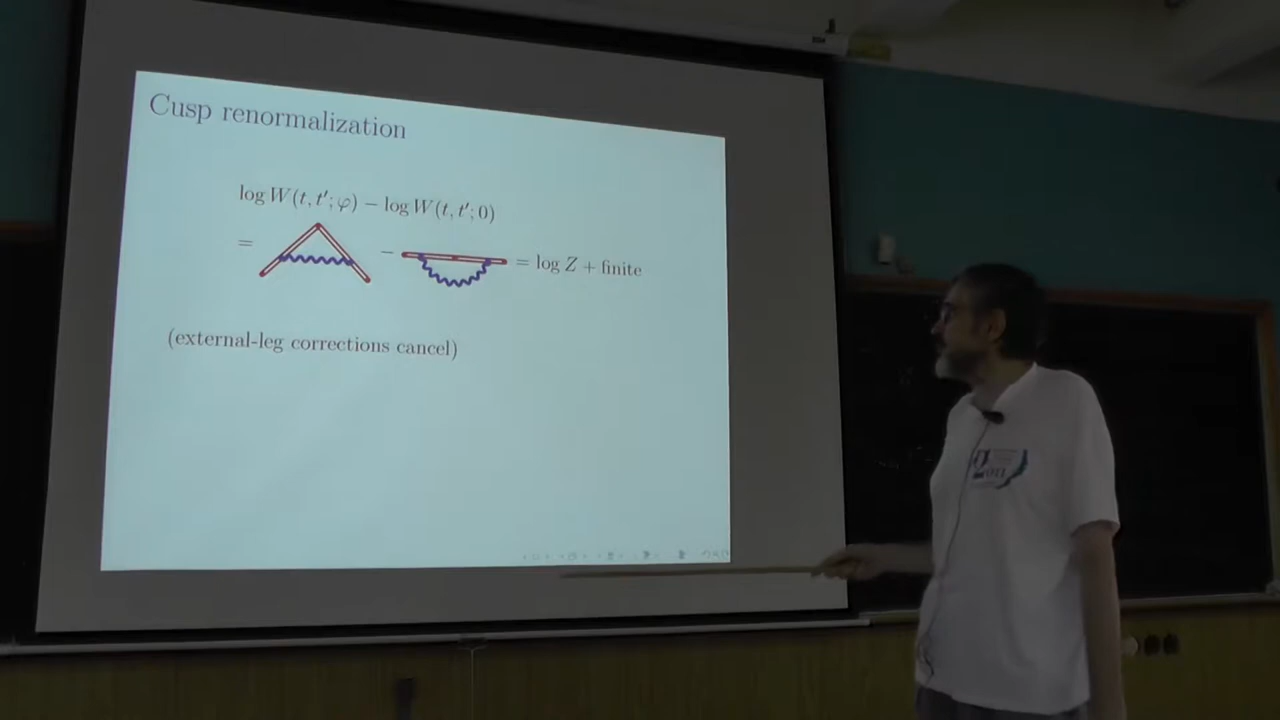 Cusp renormalization
log W(t, t′; φ) − log W(t, t′; 0)
= − = log Z + finite
(external-leg corrections cancel)